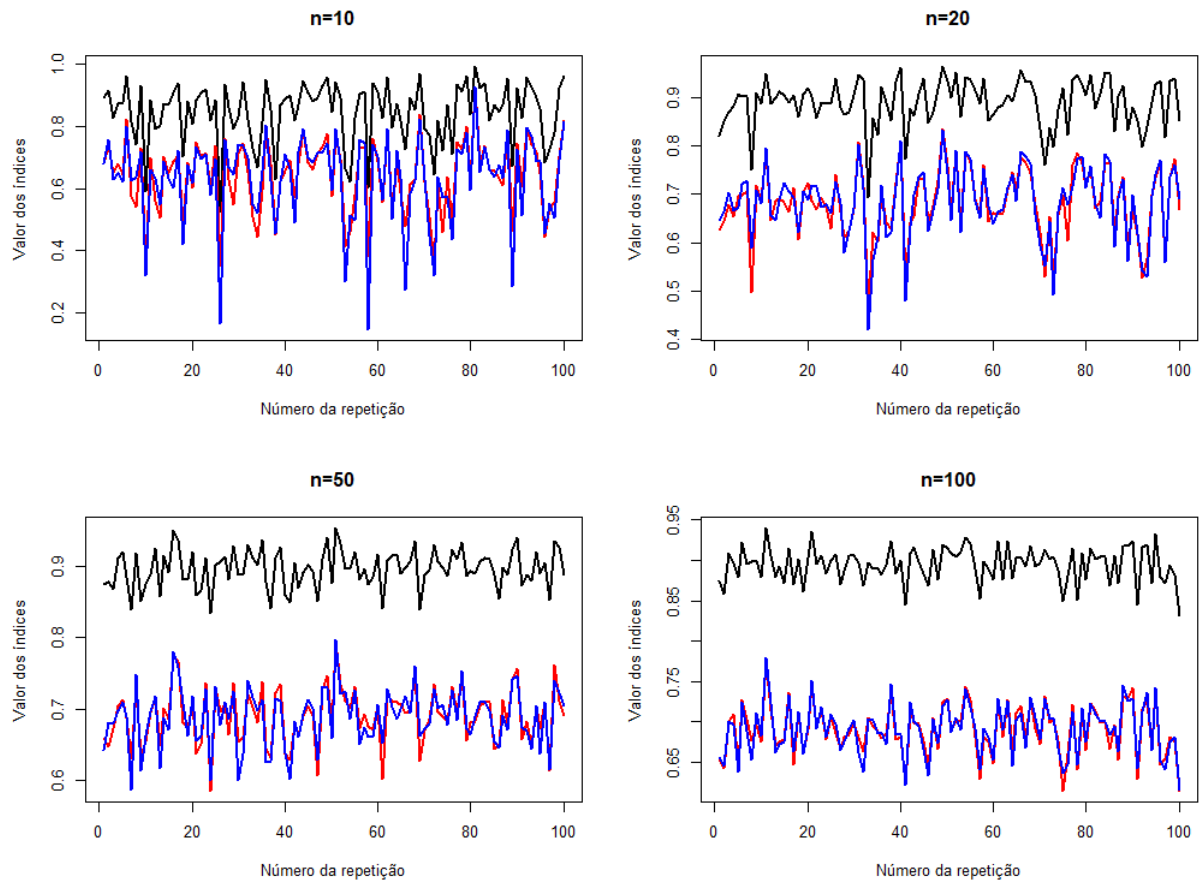 n=10
Valor dos índices
0.2 0.4 0.6 0.8 1.0
0 20 40 60 80 100
Número da repetição
n=20
Valor dos índices
0.4 0.5 0.6 0.7 0.8 0.9
0 20 40 60 80 100
Número da repetição
n=50
Valor dos índices
0.6 0.7 0.8 0.9
0 20 40 60 80 100
Número da repetição
n=100
Valor dos índices
0.65 0.75 0.85 0.95
0 20 40 60 80 100
Número da repetição